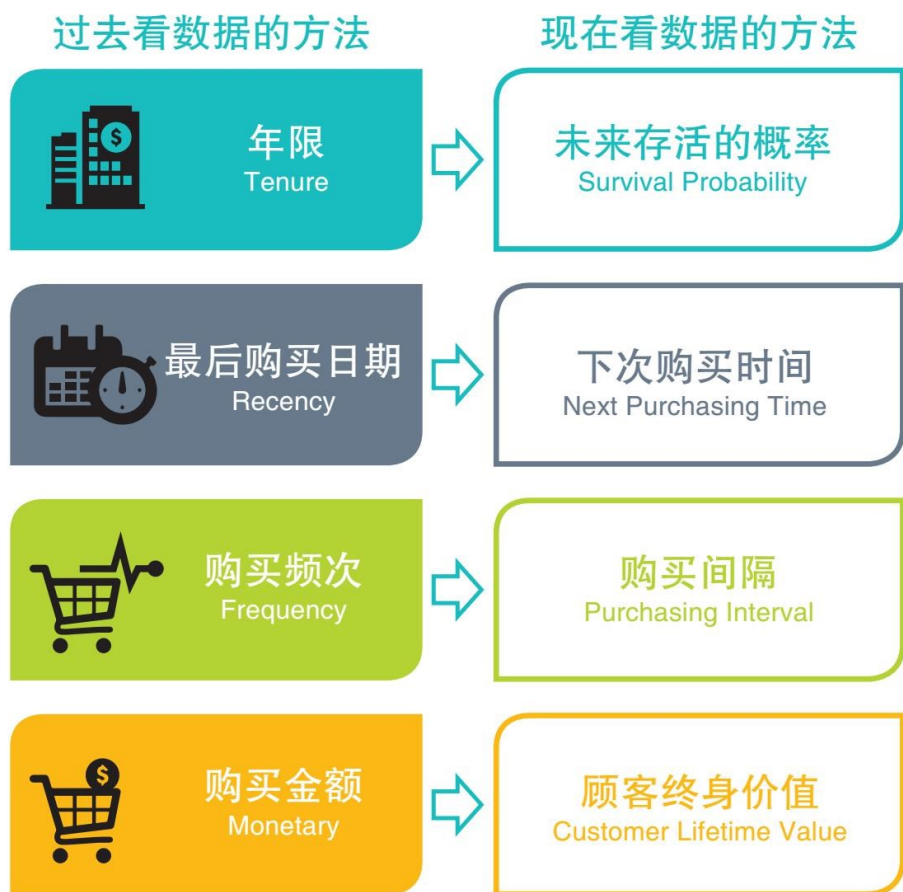 过去看数据的方法
现在看数据的方法
年限
Tenure
未来存活的概率
Survival Probability
最后购买日期
Recency
下次购买时间
Next Purchasing Time
购买频次
Frequency
购买间隔
Purchasing Interval
购买金额
Monetary
顾客终身价值
Customer Lifetime Value